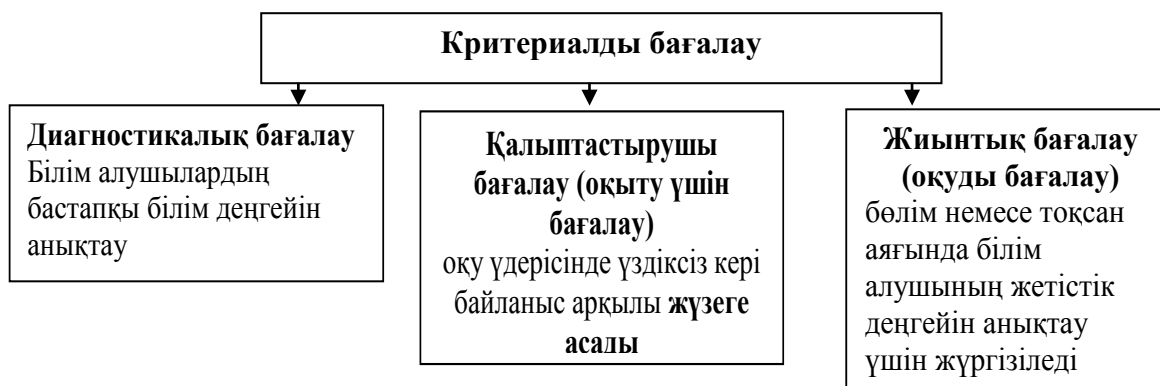 Критериалды бағалау
Диагностикалық бағалау
Білім алушылардың
бастапқы білім деңгейін
анықтау
Қалыптастырушы
бағалау (оқыту үшін
бағалау)
оқу үдерісінде үздіксіз кері
байланыс арқылы жүзеге
асады
Жиынтық бағалау
(оқуды бағалау)
бөлім немесе тоқсан
аяғында білім
алушының жетістік
деңгейін анықтау
үшін жүргізіледі